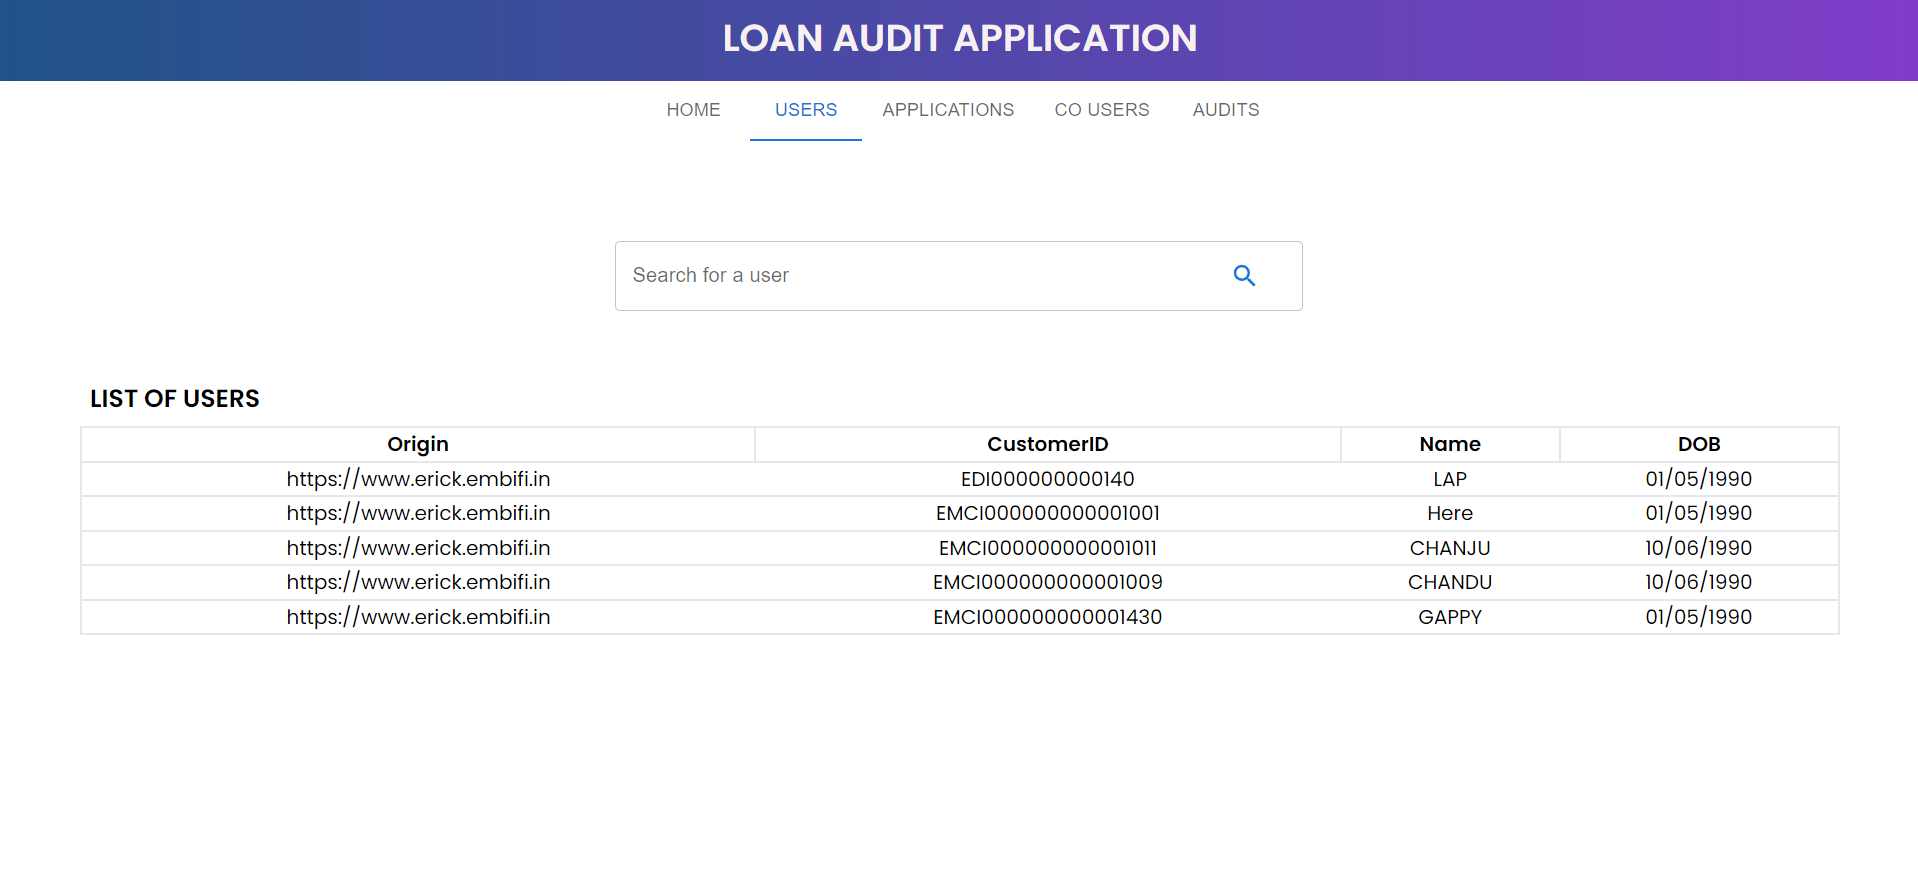 LOAN AUDIT APPLICATION
HOME USERS APPLICATIONS CO USERS AUDITS
Search for a user
LIST OF USERS
Origin CustomerID Name DOB
https://www.erick.embifi.in EDI000000000140 LAP 01/05/1990
https://www.erick.embifi.in EMCI000000000001001 Here 01/05/1990
https://www.erick.embifi.in EMCI000000000001011 CHANJU 10/06/1990
https://www.erick.embifi.in EMCI000000000001009 CHANDU 10/06/1990
https://www.erick.embifi.in EMCI000000000001430 GAPPY 01/05/1990